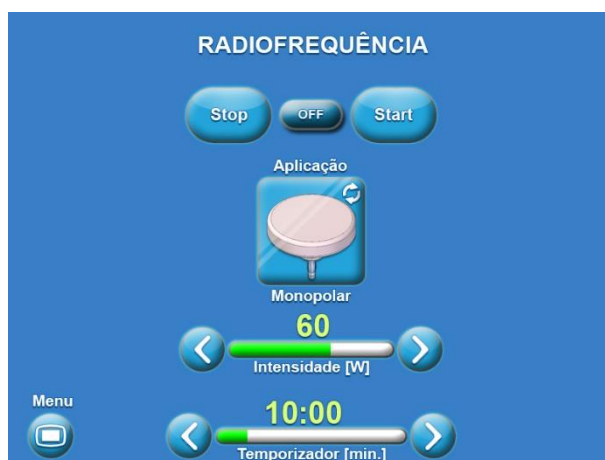 RADIOFREQUÊNCIA
Stop OFF Start
Aplicação
Monopolar
60
Intensidade [W]
Menu
10:00
Temporizador [min.]